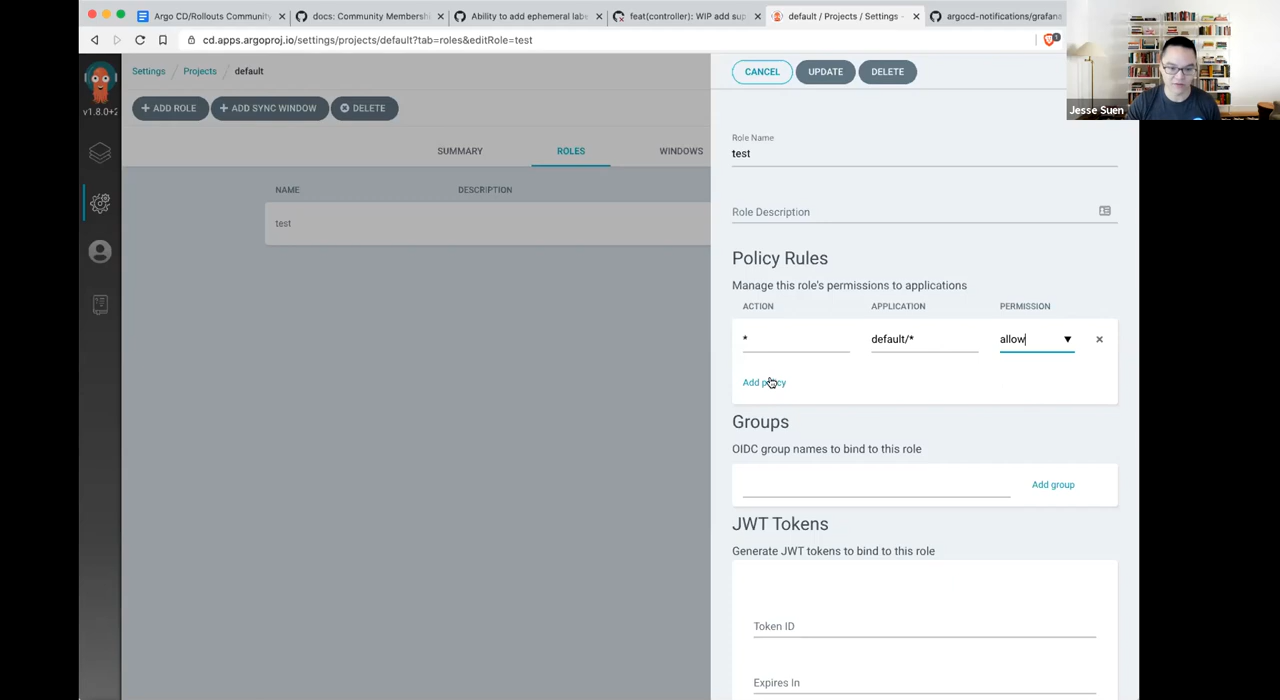 Argo CD/Rollouts Community
docs: Community Membershi
Ability to add ephemeral labe
feat(controller): WIP add sup
default / Projects / Settings -
argocd-notifications/grafana
cd.apps.argoproj.io/settings/projects/default?tab=roles&editRole=test
1
Jesse Suen
v1.8.0+2
Settings / Projects / default
ADD ROLE
ADD SYNC WINDOW
DELETE
SUMMARY
ROLES
WINDOWS
NAME
DESCRIPTION
test
CANCEL
UPDATE
DELETE
Role Name
test
Role Description
Policy Rules
Manage this role's permissions to applications
ACTION
APPLICATION
PERMISSION
*
default/*
allow
Add policy
Groups
OIDC group names to bind to this role
Add group
JWT Tokens
Generate JWT tokens to bind to this role
Token ID
Expires In